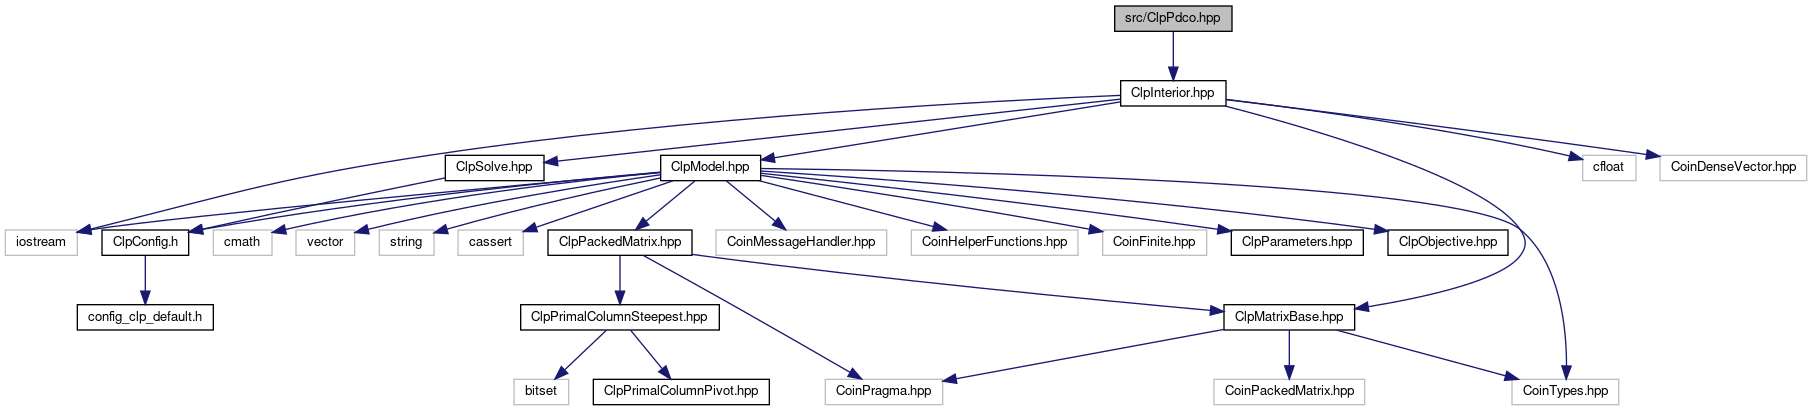 src/ClpPdco.hpp
ClpInterior.hpp
ClpSolve.hpp
ClpModel.hpp
cfloat
CoinDenseVector.hpp
iostream
ClpConfig.h
cmath
vector
string
cassert
ClpPackedMatrix.hpp
CoinMessageHandler.hpp
CoinHelperFunctions.hpp
CoinFinite.hpp
ClpParameters.hpp
ClpObjective.hpp
config_clp_default.h
ClpPrimalColumnSteepest.hpp
ClpMatrixBase.hpp
bitset
ClpPrimalColumnPivot.hpp
CoinPragma.hpp
CoinPackedMatrix.hpp
CoinTypes.hpp